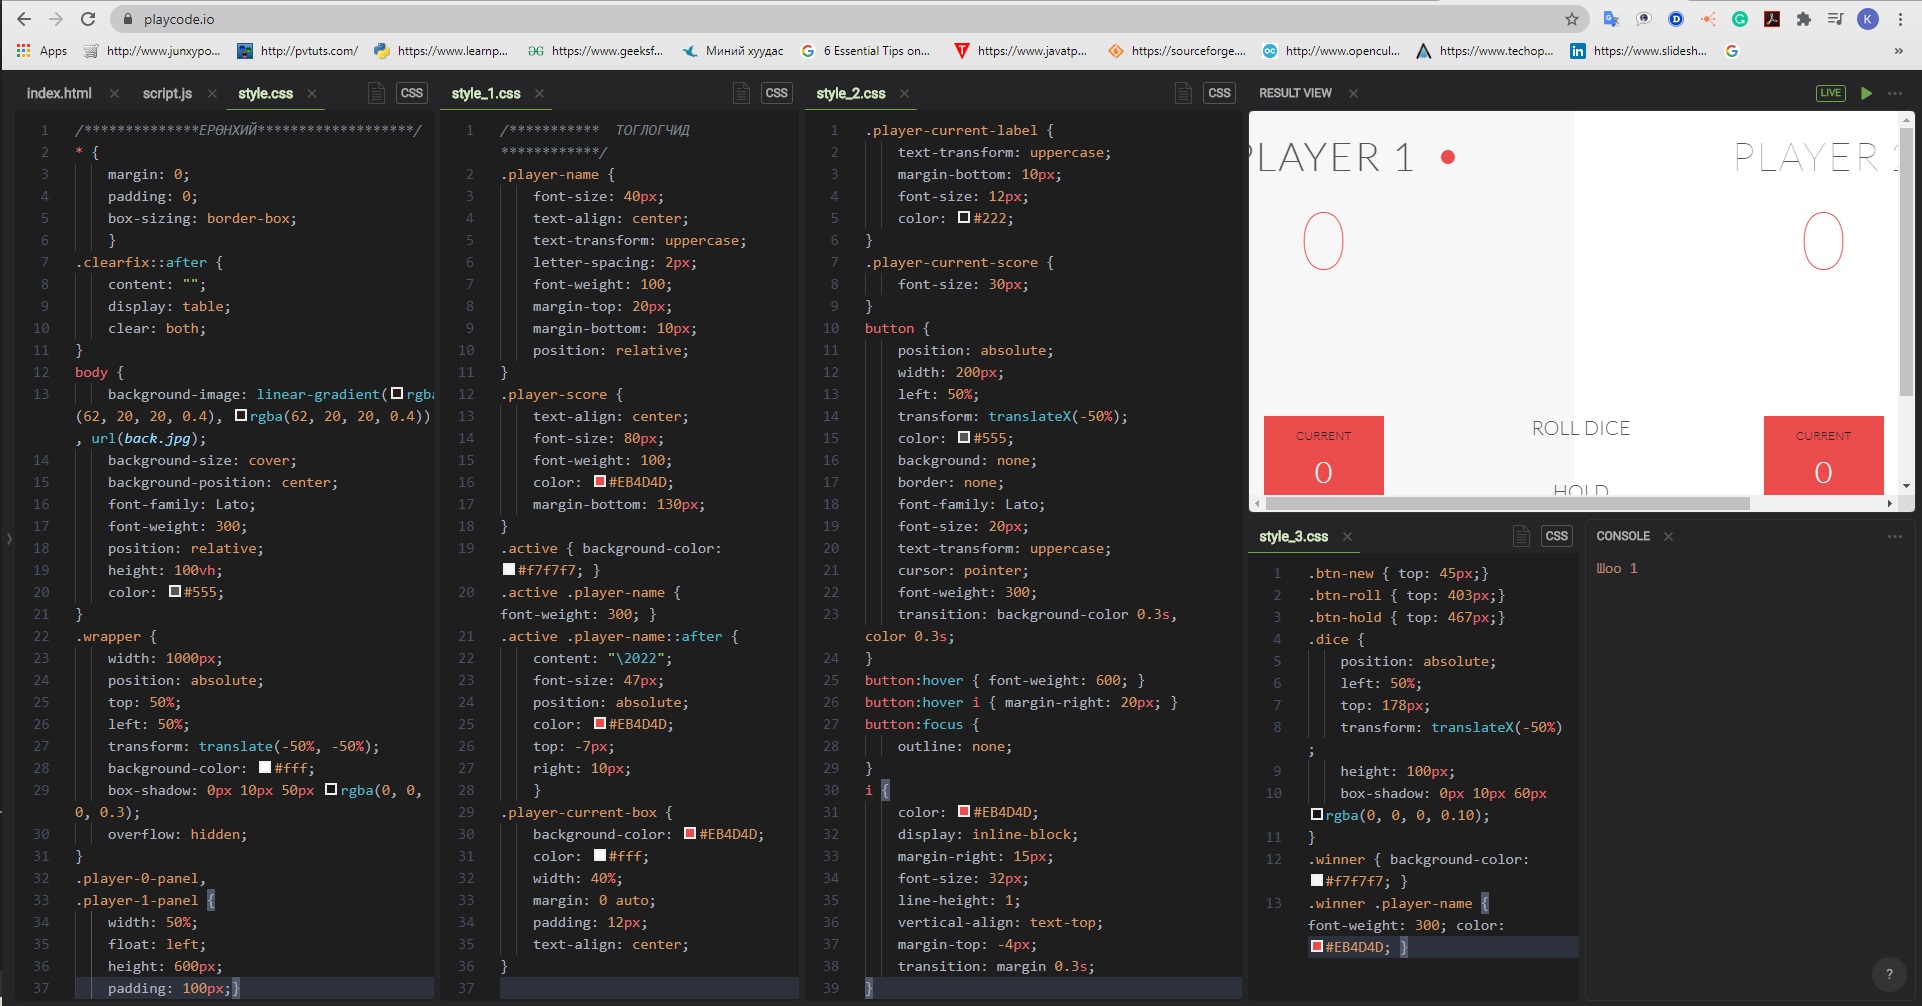 playcode.io
K
Apps
http://www.junxypo...
http://pvtuts.com/
https://www.learnp...
https://www.geeksf...
Миний хуудас
6 Essential Tips on...
https://www.javatp...
https://sourceforge....
http://www.opencul...
https://www.techop...
https://www.slidesh...
»
index.html
script.js
style.css
CSS
1 /**************ЕРӨНХИЙ*******************/
2 * {
3 margin: 0;
4 padding: 0;
5 box-sizing: border-box;
6 }
7 .clearfix::after {
8 content: "";
9 display: table;
10 clear: both;
11 }
12 body {
13 background-image: linear-gradient(rgba
(62, 20, 20, 0.4), rgba(62, 20, 20, 0.4))
, url(back.jpg);
14 background-size: cover;
15 background-position: center;
16 font-family: Lato;
17 font-weight: 300;
18 position: relative;
19 height: 100vh;
20 color: #555;
21 }
22 .wrapper {
23 width: 1000px;
24 position: absolute;
25 top: 50%;
26 left: 50%;
27 transform: translate(-50%, -50%);
28 background-color: #fff;
29 box-shadow: 0px 10px 50px rgba(0, 0,
0, 0.3);
30 overflow: hidden;
31 }
32 .player-0-panel,
33 .player-1-panel {
34 width: 50%;
35 float: left;
36 height: 600px;
37 padding: 100px;}
style_1.css
CSS
1 /*********** ТОГЛОГЧИД
************/
2 .player-name {
3 font-size: 40px;
4 text-align: center;
5 text-transform: uppercase;
6 letter-spacing: 2px;
7 font-weight: 100;
8 margin-top: 20px;
9 margin-bottom: 10px;
10 position: relative;
11 }
12 .player-score {
13 text-align: center;
14 font-size: 80px;
15 font-weight: 100;
16 color: #EB4D4D;
17 margin-bottom: 130px;
18 }
19 .active { background-color:
#f7f7f7; }
20 .active .player-name {
font-weight: 300; }
21 .active .player-name::after {
22 content: "\2022";
23 font-size: 47px;
24 position: absolute;
25 color: #EB4D4D;
26 top: -7px;
27 right: 10px;
28 }
29 .player-current-box {
30 background-color: #EB4D4D;
31 color: #fff;
32 width: 40%;
33 margin: 0 auto;
34 padding: 12px;
35 text-align: center;
36 }
37
style_2.css
CSS
1 .player-current-label {
2 text-transform: uppercase;
3 margin-bottom: 10px;
4 font-size: 12px;
5 color: #222;
6 }
7 .player-current-score {
8 font-size: 30px;
9 }
10 button {
11 position: absolute;
12 width: 200px;
13 left: 50%;
14 transform: translateX(-50%);
15 color: #555;
16 background: none;
17 border: none;
18 font-family: Lato;
19 font-size: 20px;
20 text-transform: uppercase;
21 cursor: pointer;
22 font-weight: 300;
23 transition: background-color 0.3s,
color 0.3s;
24 }
25 button:hover { font-weight: 600; }
26 button:hover i { margin-right: 20px; }
27 button:focus {
28 outline: none;
29 }
30 i {
31 color: #EB4D4D;
32 display: inline-block;
33 margin-right: 15px;
34 font-size: 32px;
35 line-height: 1;
36 vertical-align: text-top;
37 margin-top: -4px;
38 transition: margin 0.3s;
39 }
RESULT VIEW
LIVE
PLAYER 1
PLAYER 2
0
0
CURRENT
0
ROLL DICE
HOLD
CURRENT
0
style_3.css
CSS
1 .btn-new { top: 45px;}
2 .btn-roll { top: 403px;}
3 .btn-hold { top: 467px;}
4 .dice {
5 position: absolute;
6 left: 50%;
7 top: 178px;
8 transform: translateX(-50%)
;
9 height: 100px;
10 box-shadow: 0px 10px 60px
rgba(0, 0, 0, 0.10);
11 }
12 .winner { background-color:
#f7f7f7; }
13 .winner .player-name {
font-weight: 300; color:
#EB4D4D; }
CONSOLE
Шоо 1
?